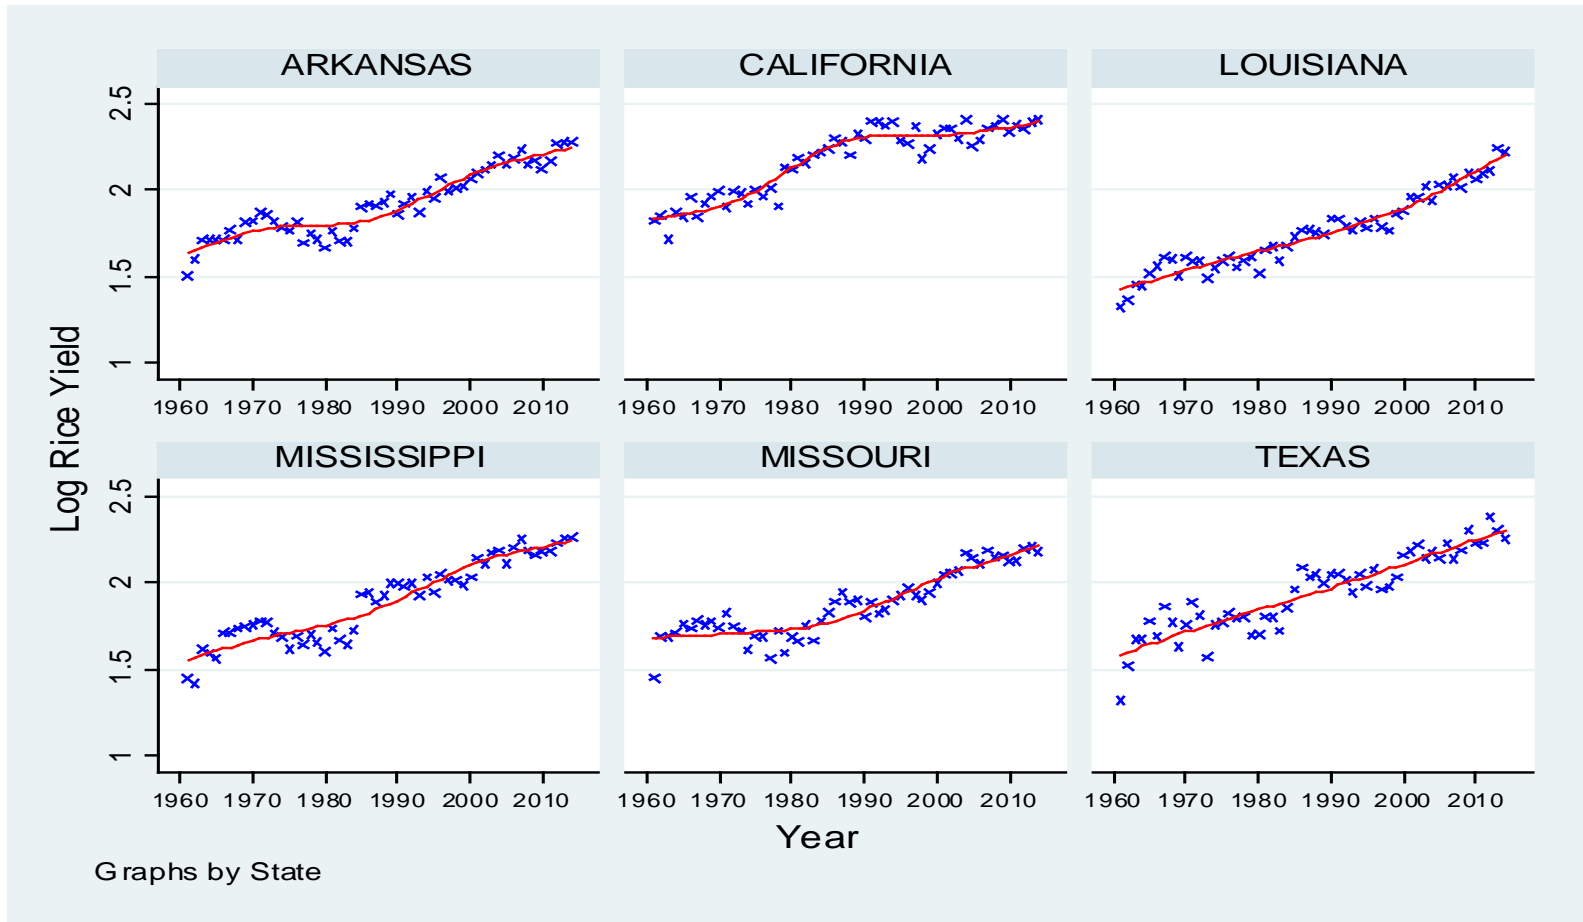 ARKANSAS CALIFORNIA LOUISIANA
2.5
2
1.5
1
1960 1970 1980 1990 2000 2010 1960 1970 1980 1990 2000 2010 1960 1970 1980 1990 2000 2010
Log Rice Yield
MISSISSIPPI MISSOURI TEXAS
2.5
2
1.5
1
1960 1970 1980 1990 2000 2010 1960 1970 1980 1990 2000 2010 1960 1970 1980 1990 2000 2010
Year
Graphs by State